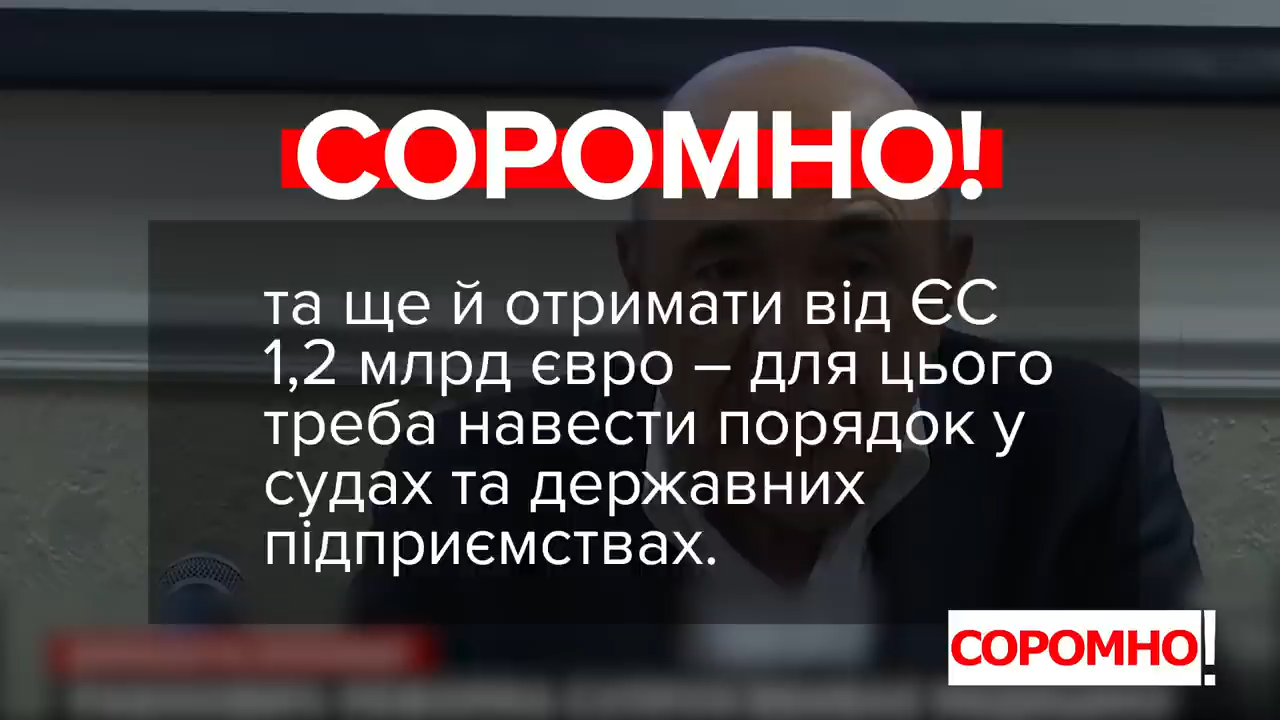 СОРОМНО!
та ще й отримати від ЄС
1,2 млрд євро – для цього
треба навести порядок у
судах та державних
підприємствах.
СОРОМНО!